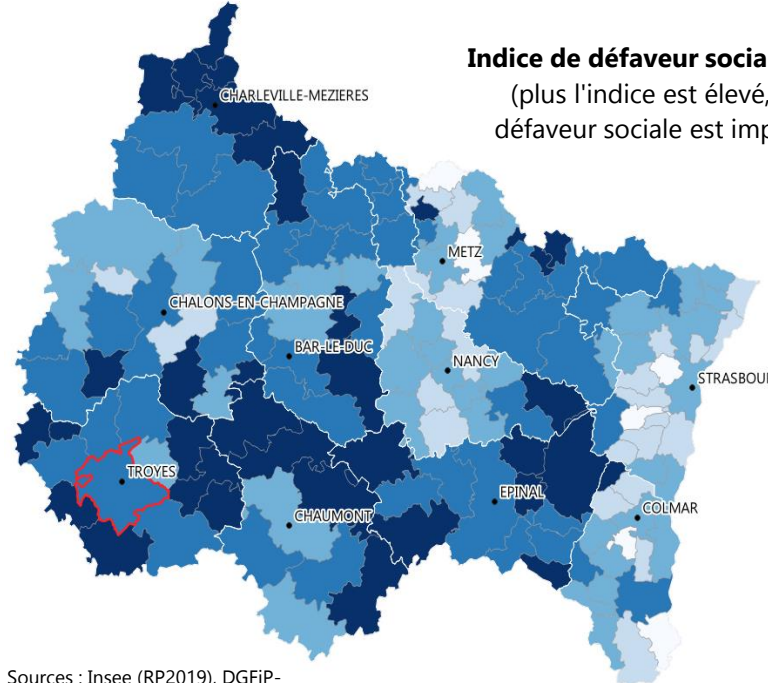 Indice de défaveur socia
(plus l'indice est élevé,
défaveur sociale est imp
CHARLEVILLE-MEZIERES
METZ
CHALONS-EN-CHAMPAGNE
BAR-LE-DUC
NANCY
STRASBOU
TROYES
EPINAL
COLMAR
CHAUMONT
Sources : Insee (RP2019), DGFiP-